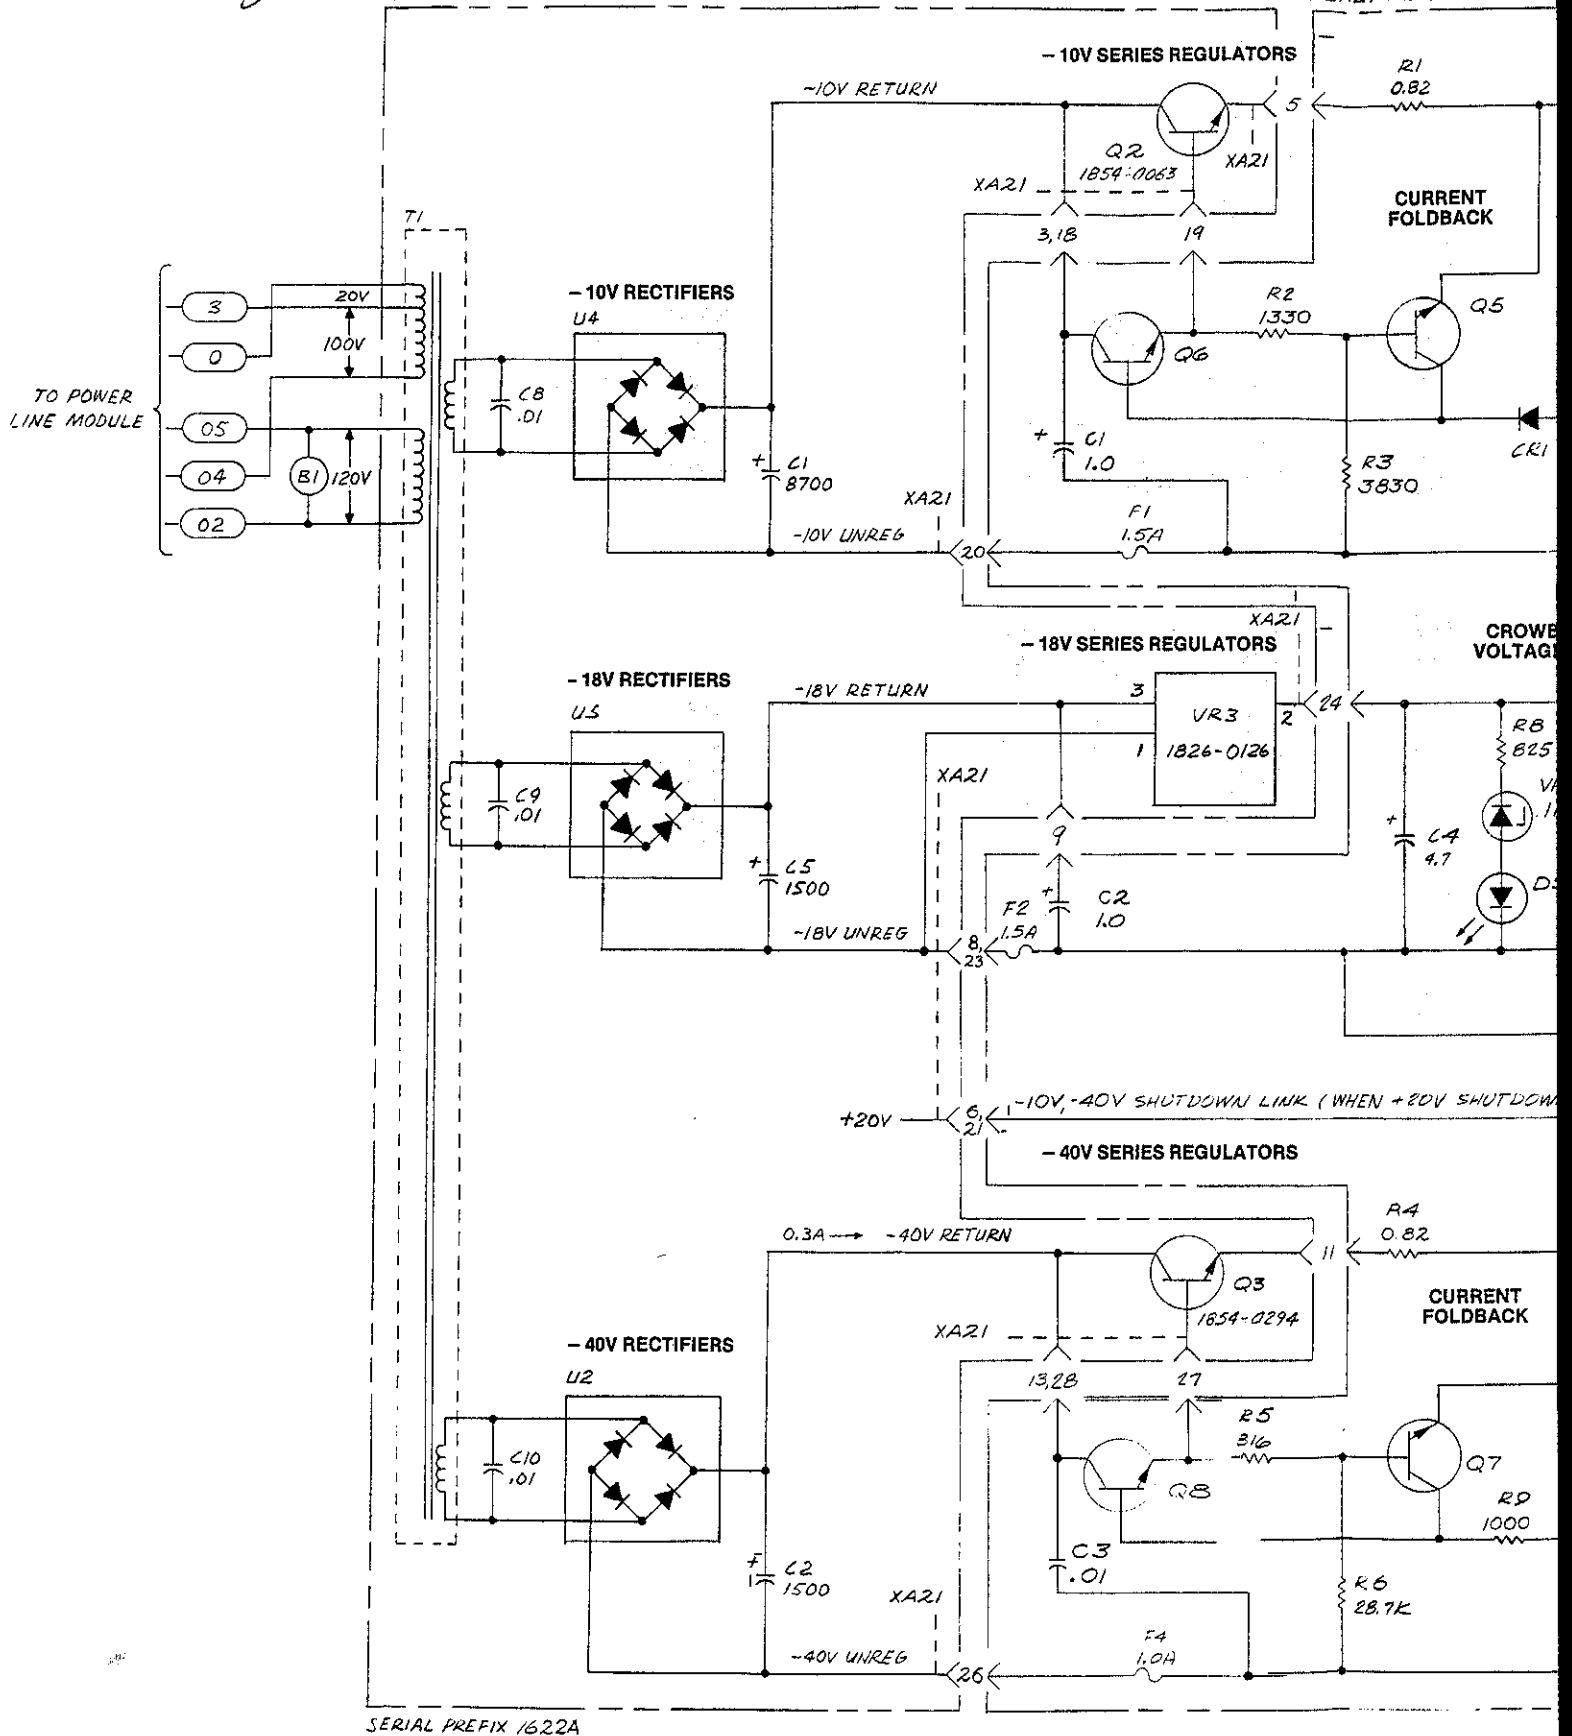 – 10V SERIES REGULATORS
R1
0.82
-10V RETURN
5
Q2
1854-0063
XA21
XA21
CURRENT
FOLDBACK
T1
3,18
19
– 10V RECTIFIERS
U4
3
20V
R2
1330
Q5
0
100V
Q6
TO POWER
LINE MODULE
C8
.01
05
04
B1
120V
02
+
C1
8700
+
C1
1.0
R3
3830
CR1
XA21
F1
1.5A
-10V UNREG
20
XA21
– 18V SERIES REGULATORS
CROWB
VOLTAG
– 18V RECTIFIERS
-18V RETURN
U5
3
VR3
2
24
1
1826-0126
R8
825
XA21
C9
.01
9
+
C4
4.7
+
C5
1500
+
C2
1.0
F2
1.5A
-18V UNREG
8,
23
+20V
6,
21
-10V, -40V SHUTDOWN LINK (WHEN +20V SHUTDOW
– 40V SERIES REGULATORS
R4
0.82
0.3A → -40V RETURN
11
Q3
1854-0294
XA21
CURRENT
FOLDBACK
– 40V RECTIFIERS
U2
13,28
27
R5
316
C10
.01
Q8
Q7
R9
1000
+
C2
1500
C3
.01
R6
28.7K
XA21
F4
1.0A
-40V UNREG
26
SERIAL PREFIX 1622A